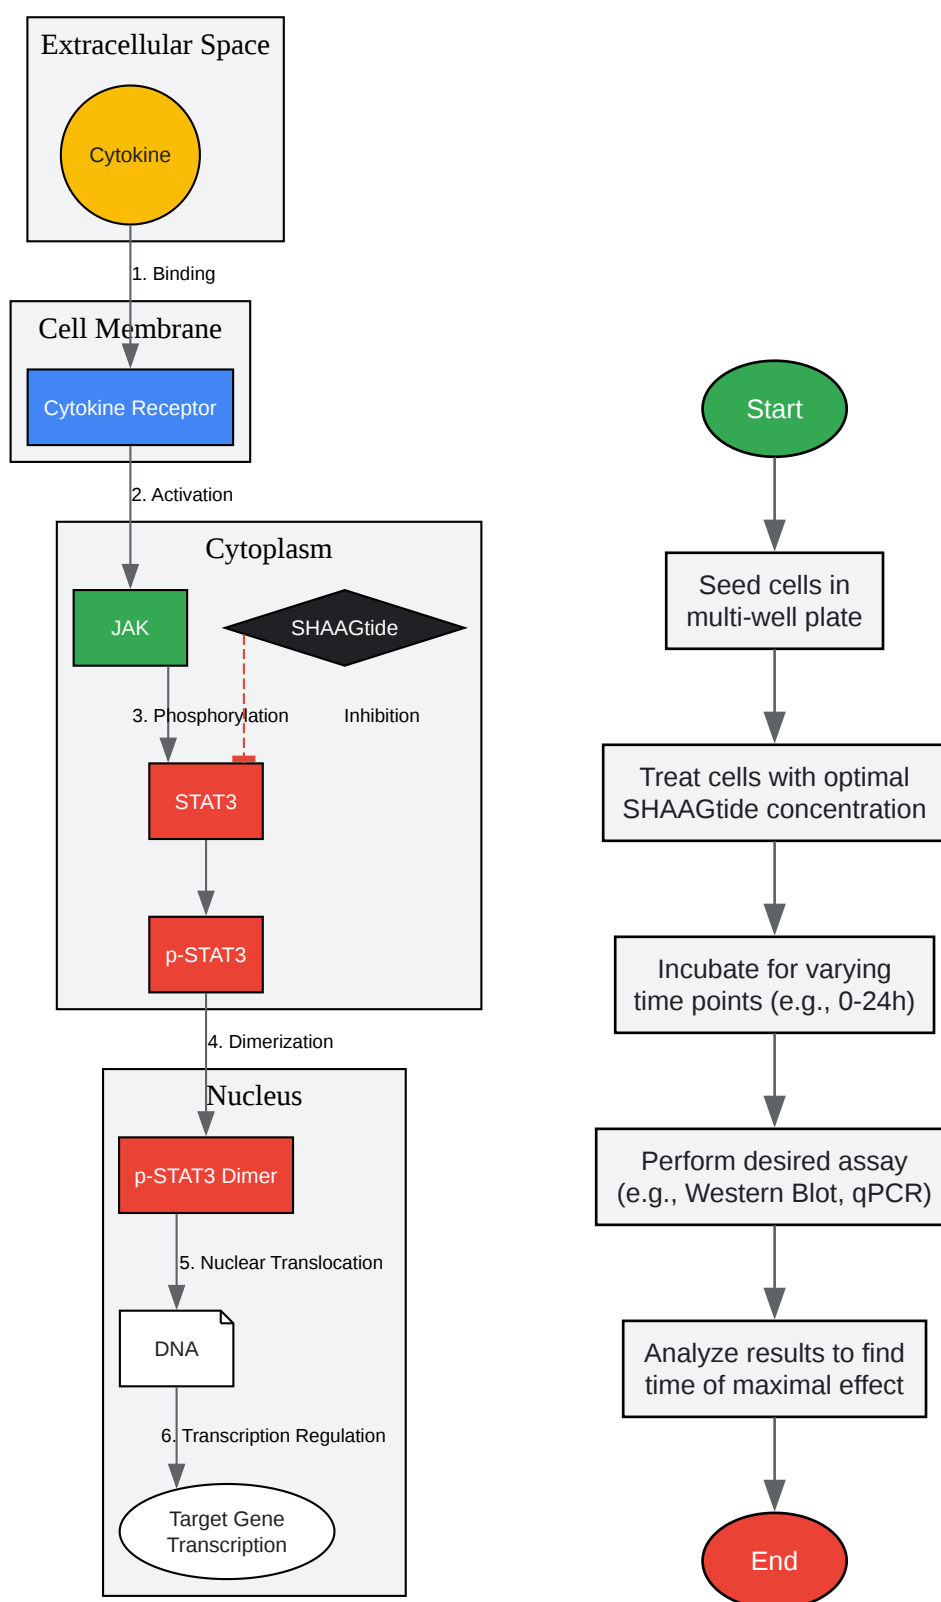 Extracellular Space
Cytokine
1. Binding
Cell Membrane
Cytokine Receptor
2. Activation
Cytoplasm
JAK
SHAAGtide
3. Phosphorylation
Inhibition
STAT3
p-STAT3
4. Dimerization
Nucleus
p-STAT3 Dimer
5. Nuclear Translocation
DNA
6. Transcription Regulation
Target Gene
Transcription
Start
Seed cells in
multi-well plate
Treat cells with optimal
SHAAGtide concentration
Incubate for varying
time points (e.g., 0-24h)
Perform desired assay
(e.g., Western Blot, qPCR)
Analyze results to find
time of maximal effect
End